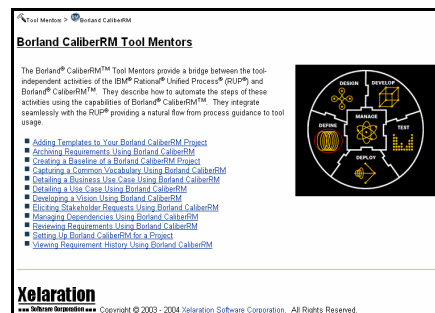 Tool Mentors > Borland CaliberRM
Borland CaliberRM Tool Mentors
The Borland® CaliberRM™ Tool Mentors provide a bridge between the tool-
independent activities of the IBM® Rational® Unified Process® (RUP®) and
Borland® CaliberRM™. They describe how to automate the steps of these
activities using the capabilities of Borland® CaliberRM™. They integrate
seamlessly with the RUP® providing a natural flow from process guidance to tool
usage.
Adding Templates to Your Borland CaliberRM Project
Archiving Requirements Using Borland CaliberRM
Creating a Baseline of a Borland CaliberRM Project
Capturing a Common Vocabulary Using Borland CaliberRM
Detailing a Business Use Case Using Borland CaliberRM
Detailing a Use Case Using Borland CaliberRM
Developing a Vision Using Borland CaliberRM
Eliciting Stakeholder Requests Using Borland CaliberRM
Managing Dependencies Using Borland CaliberRM
Reviewing Requirements Using Borland CaliberRM
Setting Up Borland CaliberRM for a Project
Viewing Requirement History Using Borland CaliberRM
DESIGN
DEVELOP
DEFINE
MANAGE
TEST
DEPLOY
Xelaration
Software Corporation Copyright © 2003 - 2004 Xelaration Software Corporation. All Rights Reserved.